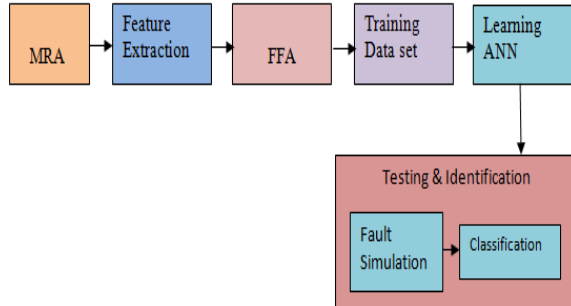 MRA
Feature
Extraction
FFA
Training
Data set
Learning
ANN
Testing & Identification
Fault
Simulation
Classification